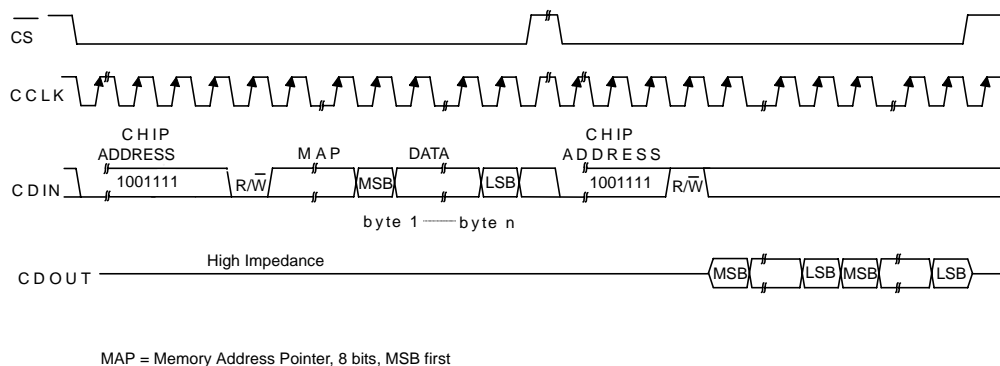 CS
CCLK
CHIP
ADDRESS
MAP
DATA
CHIP
ADDRESS
CDIN
1001111
R/W
MSB
LSB
1001111
R/W
byte 1
byte n
High Impedance
CDOUT
MSB
LSB
MSB
LSB
MAP = Memory Address Pointer, 8 bits, MSB first